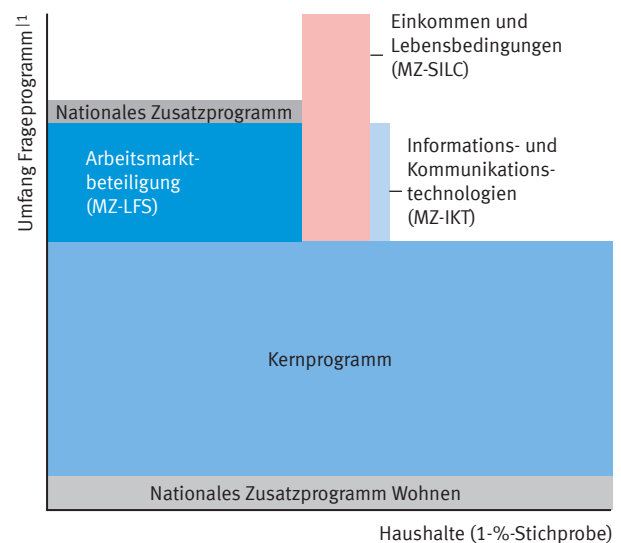 Umfang Frageprogramm |1
Einkommen und
Lebensbedingungen
(MZ-SILC)
Nationales Zusatzprogramm
Arbeitsmarkt-
beteiligung
(MZ-LFS)
Informations- und
Kommunikations-
technologien
(MZ-IKT)
Kernprogramm
Nationales Zusatzprogramm Wohnen
Haushalte (1-%-Stichprobe)